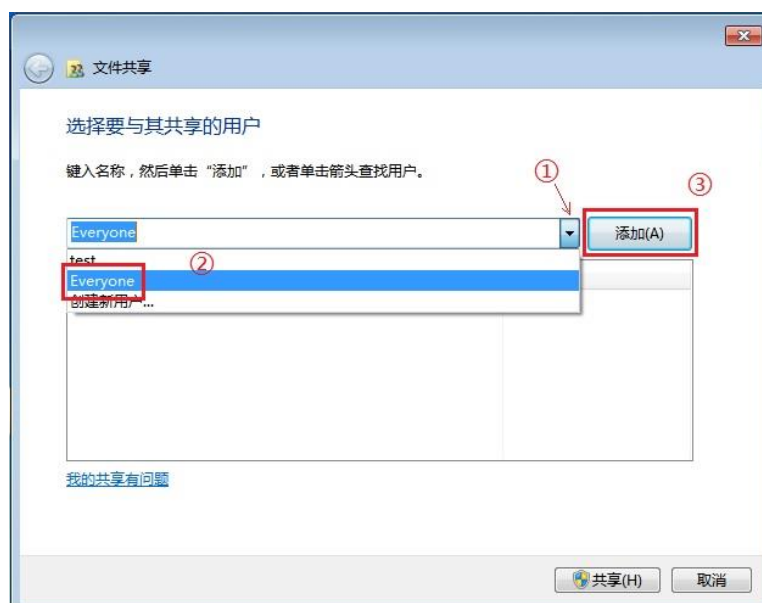 文件共享
选择要与其共享的用户
键入名称，然后单击“添加”，或者单击箭头查找用户。
①
③
Everyone
添加(A)
test
②
Everyone
创建新用户...
我的共享有问题
共享(H)
取消